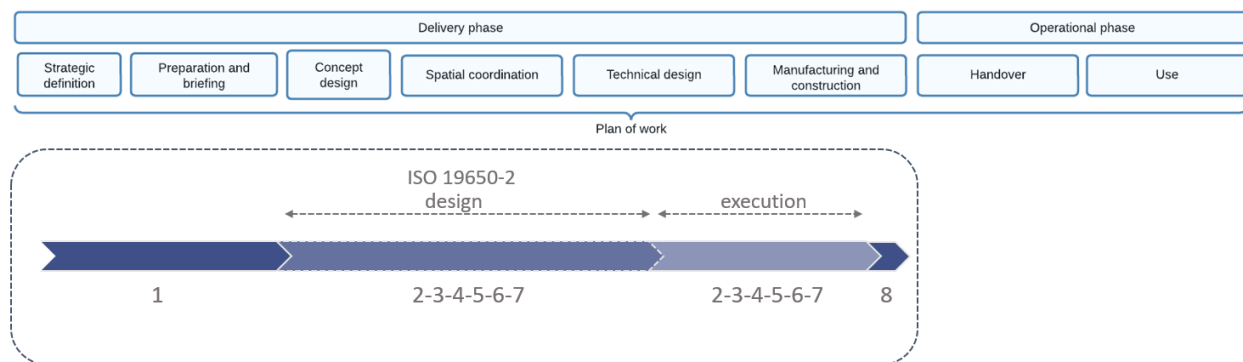 Delivery phase
Operational phase
Strategic
definition
Preparation and
briefing
Concept
design
Spatial coordination
Technical design
Manufacturing and
construction
Handover
Use
Plan of work
ISO 19650-2
design
execution
1
2-3-4-5-6-7
2-3-4-5-6-7
8